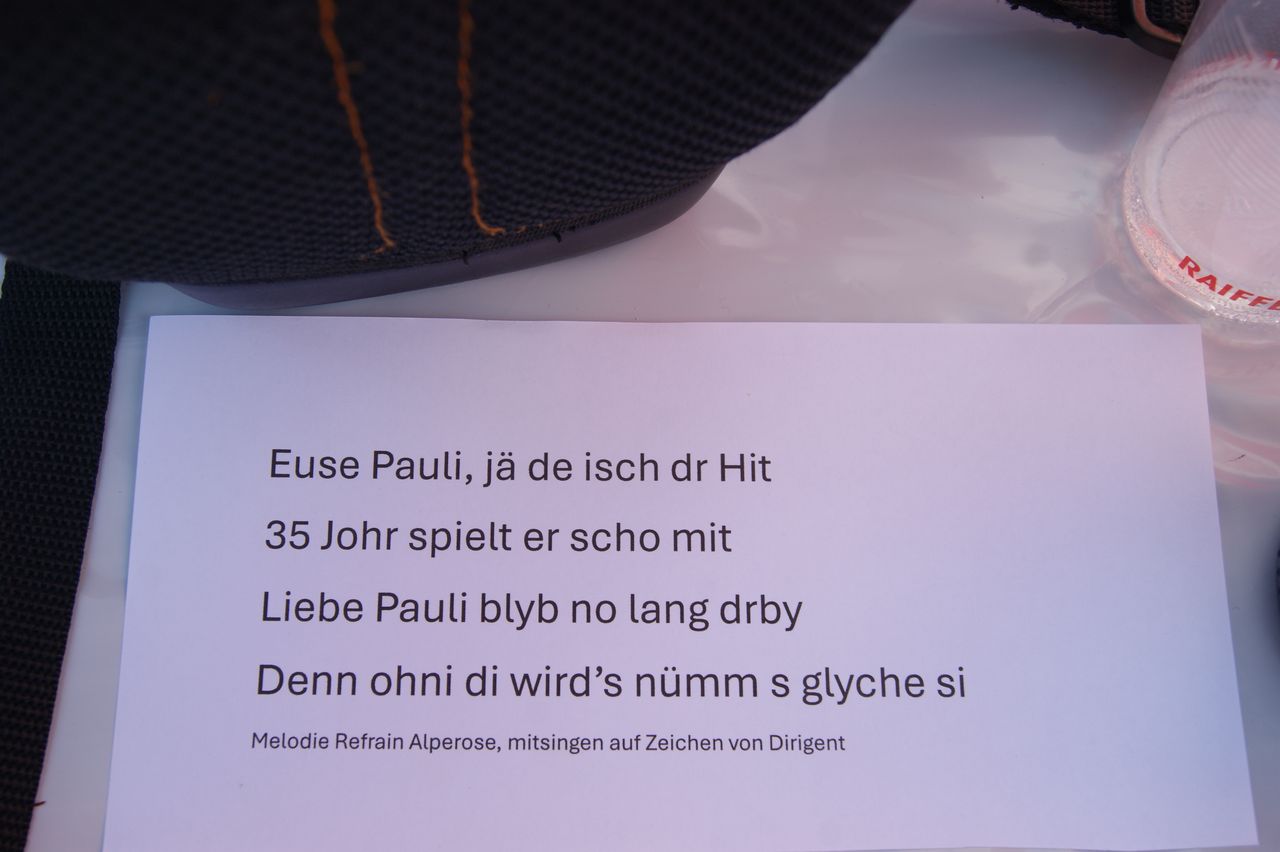 RAIFFE
Euse Pauli, jä de isch dr Hit
35 Johr spielt er scho mit
Liebe Pauli blyb no lang drby
Denn ohni di wird’s nümm s glyche si
Melodie Refrain Alperose, mitsingen auf Zeichen von Dirigent